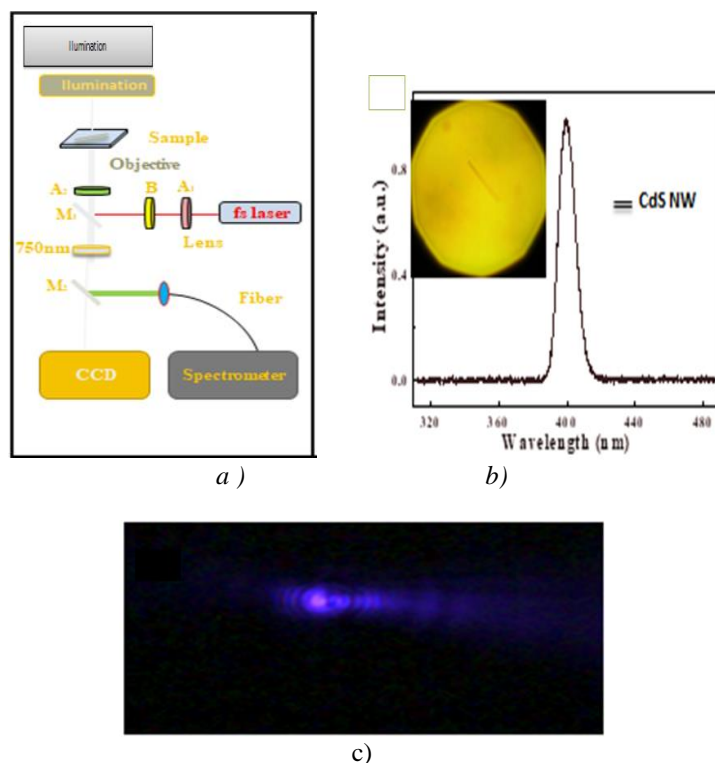 Illumination
Illumination
Sample
Objective
A₂
B
A₁
M₁
fs laser
Lens
750nm
M₂
Fiber
CCD
Spectrometer
a )
Intensity (a.u.)
0.8
0.4
0.0
CdS NW
320
360
400
440
480
Wavelength (nm)
b)
c)